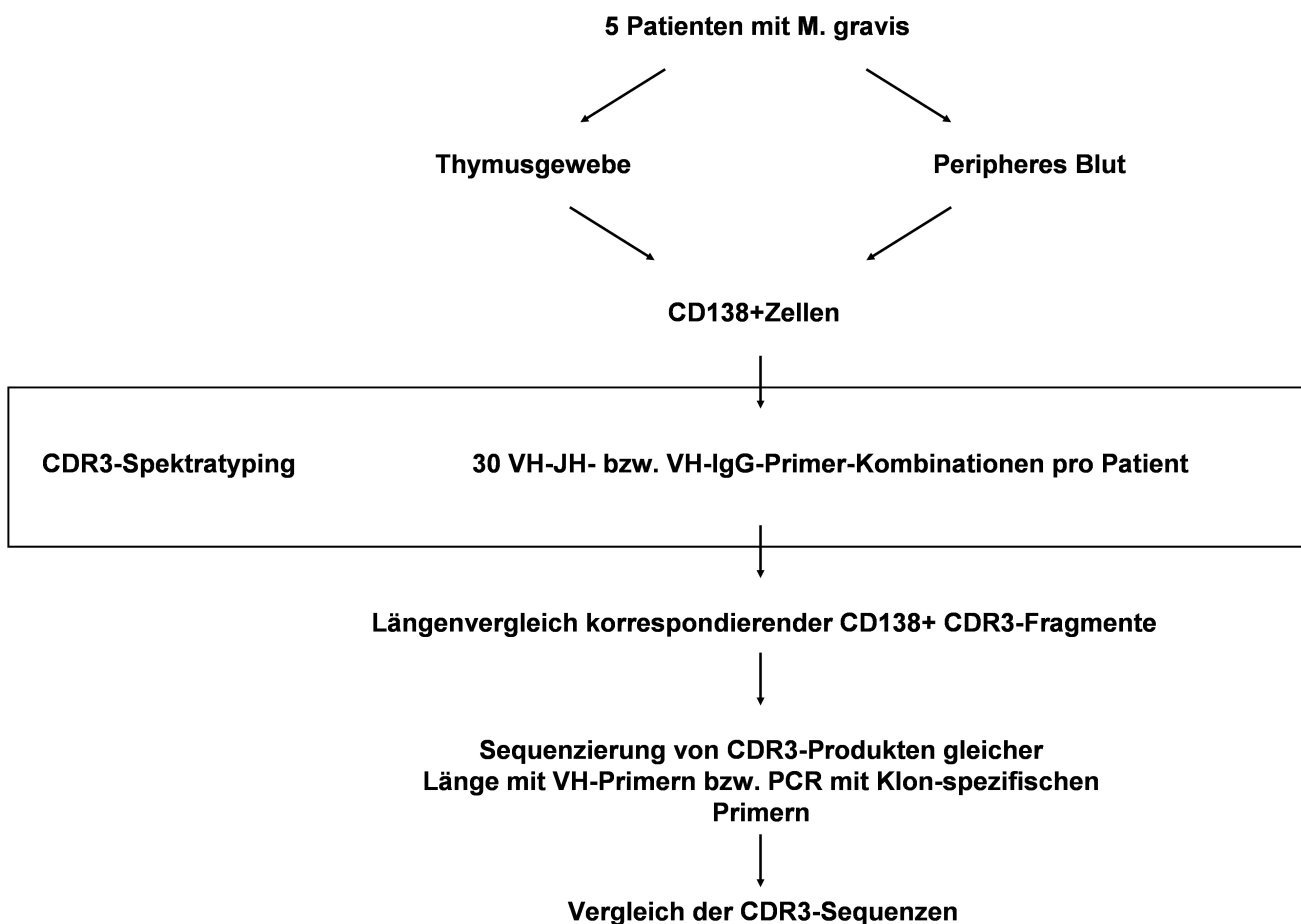 5 Patienten mit M. gravis
Thymusgewebe
Peripheres Blut
CD138+Zellen
CDR3-Spektratyping
30 VH-JH- bzw. VH-IgG-Primer-Kombinationen pro Patient
Längenvergleich korrespondierender CD138+ CDR3-Fragmente
Sequenzierung von CDR3-Produkten gleicher
Länge mit VH-Primern bzw. PCR mit Klon-spezifischen
Primern
Vergleich der CDR3-Sequenzen